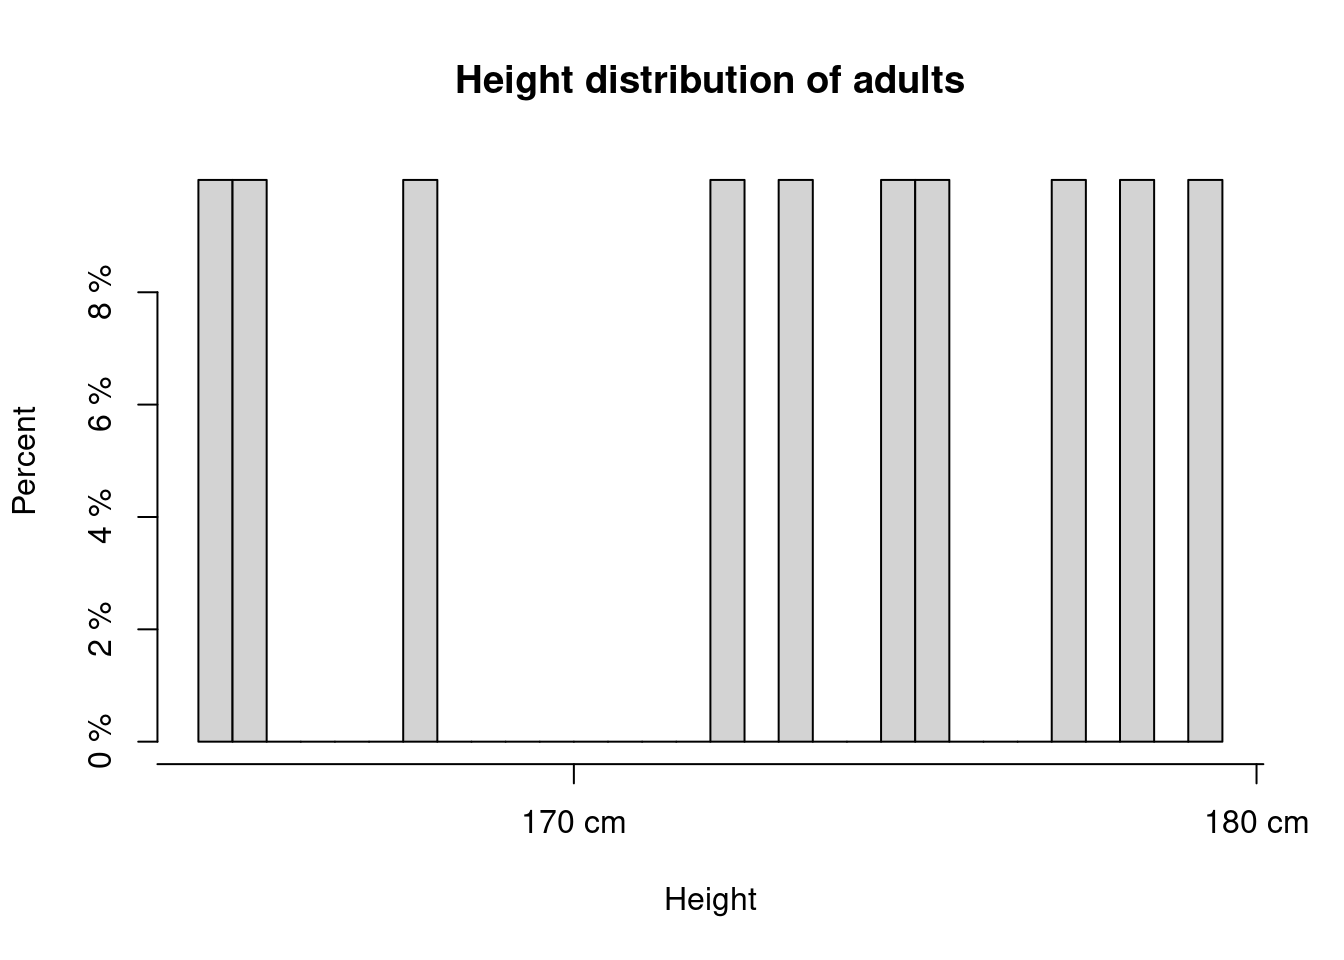 Height distribution of adults
Percent
8 %
6 %
4 %
2 %
0 %
170 cm
180 cm
Height